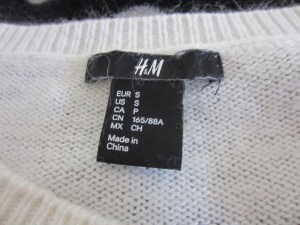 H&M
EUR S
US S
CA P
CN 165/88A
MX CH
Made in
China